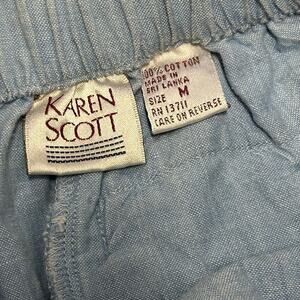 KAREN
SCOTT
100% COTTON
MADE IN
SRI LANKA
SIZE M
RN 13711
CARE ON REVERSE